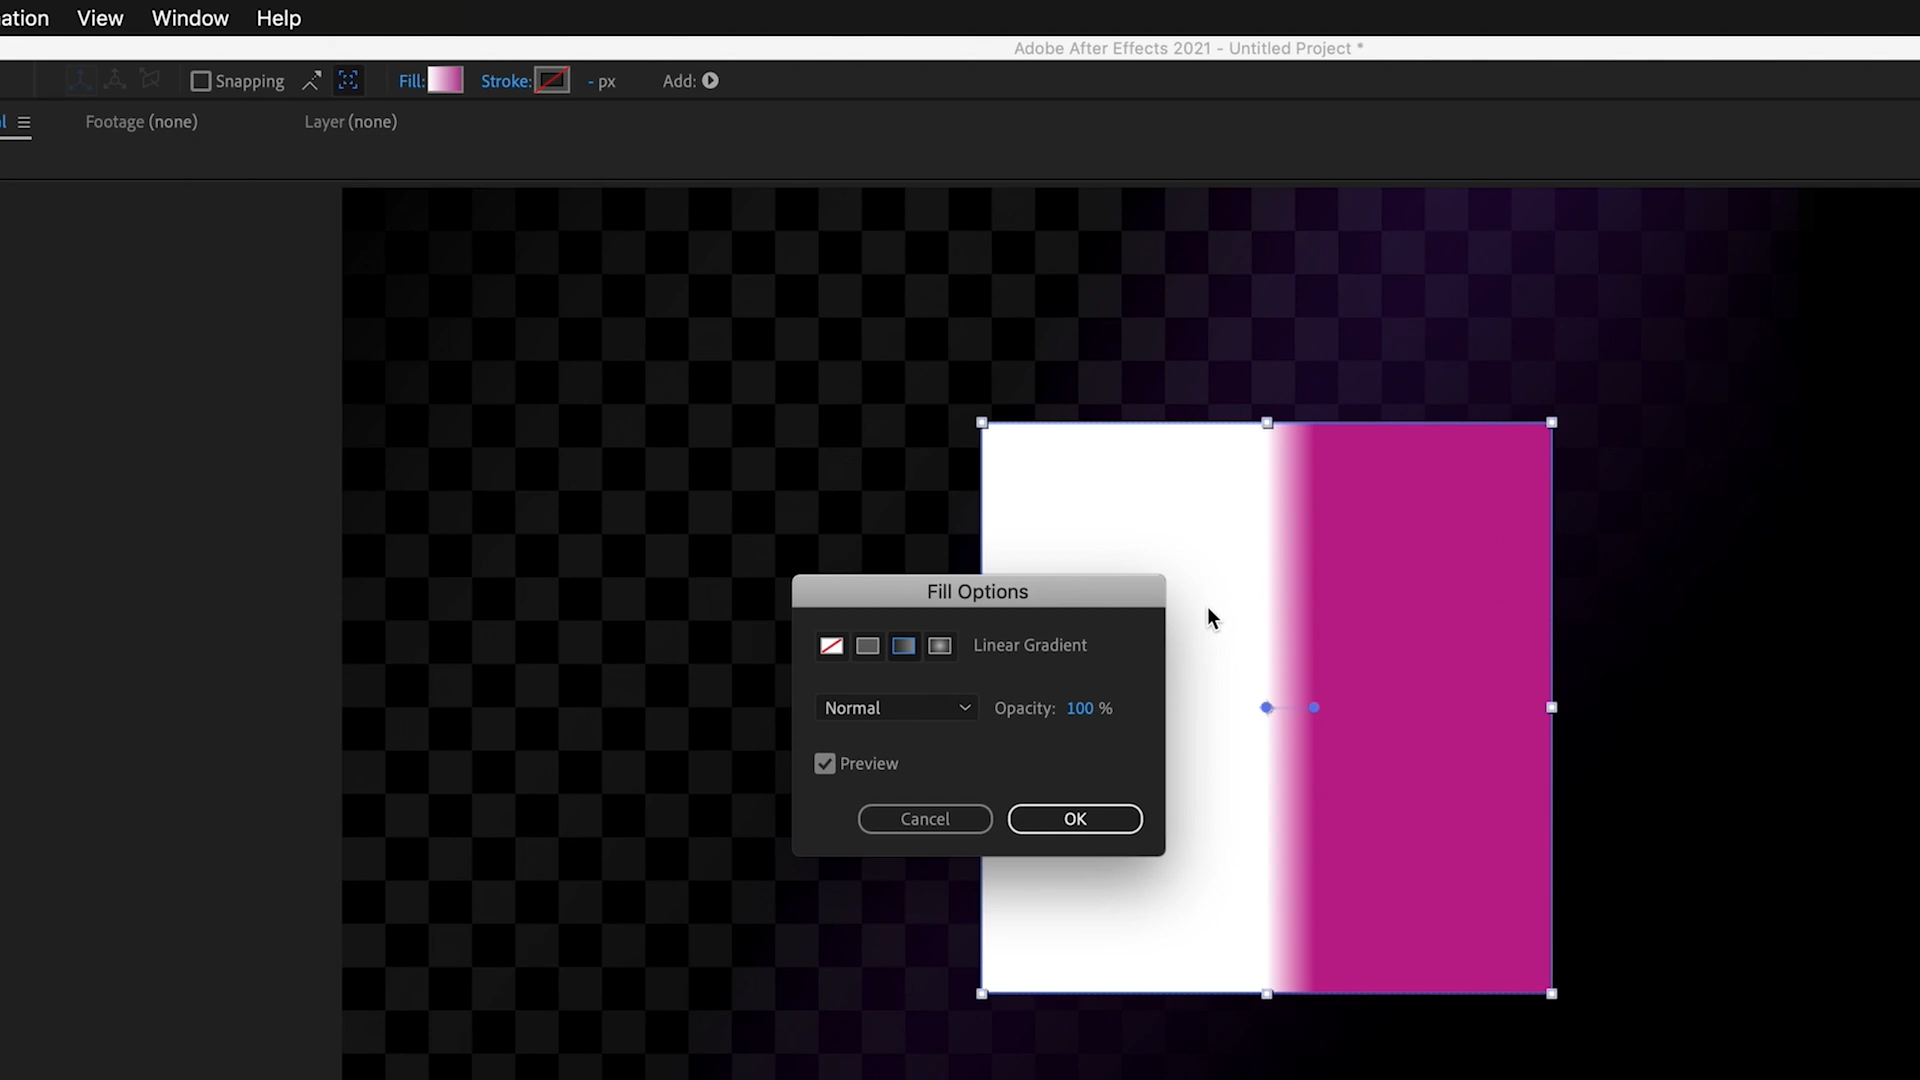 ation View Window Help
Adobe After Effects 2021 - Untitled Project *
Snapping Fill: Stroke: - px Add:
l Footage (none) Layer (none)
Fill Options
Linear Gradient
Normal Opacity: 100 %
Preview
Cancel OK